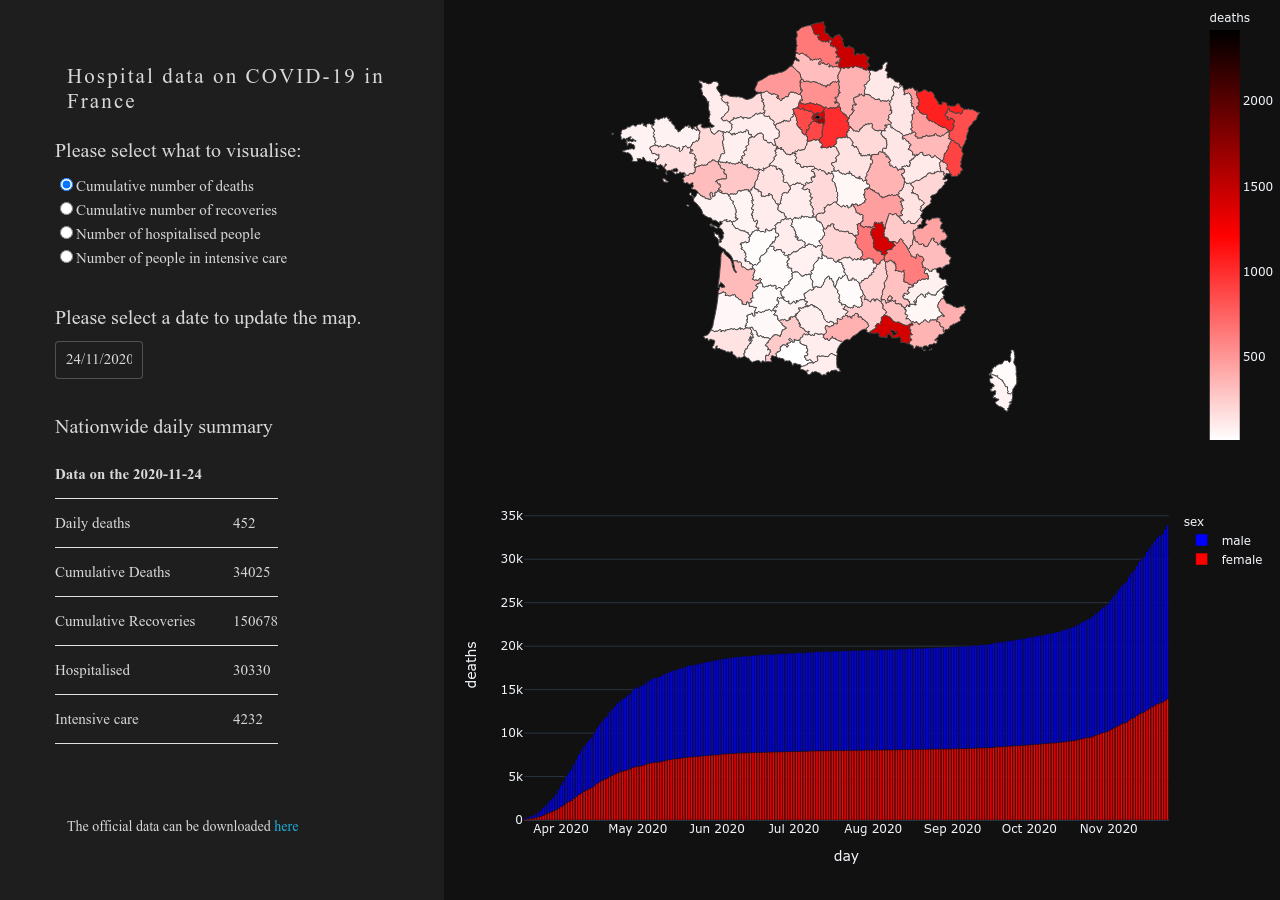 Hospital data on COVID-19 in
France
Please select what to visualise:
Cumulative number of deaths
Cumulative number of recoveries
Number of hospitalised people
Number of people in intensive care
Please select a date to update the map.
24/11/2020
Nationwide daily summary
Data on the 2020-11-24
Daily deaths 452
Cumulative Deaths 34025
Cumulative Recoveries 150678
Hospitalised 30330
Intensive care 4232
The official data can be downloaded here
deaths
2000
1500
1000
500
35k
30k
25k
20k
15k
10k
5k
0
deaths
Apr 2020 May 2020 Jun 2020 Jul 2020 Aug 2020 Sep 2020 Oct 2020 Nov 2020
day
sex
male
female